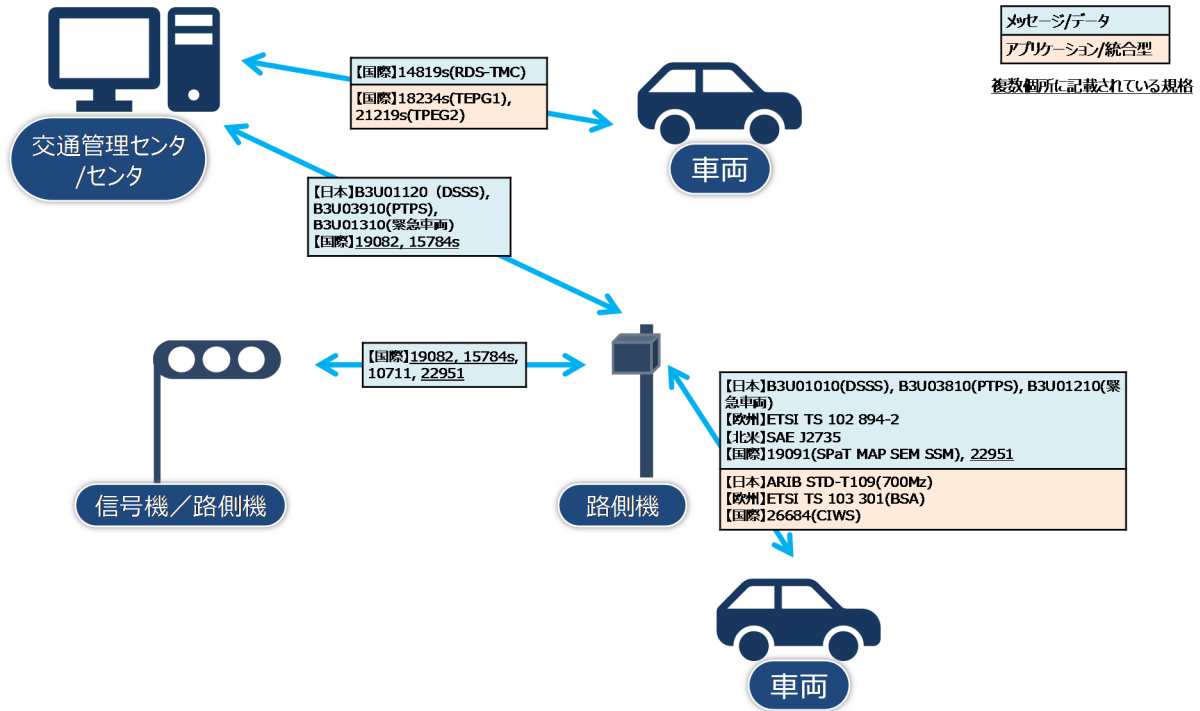 メッセージ/データ
アプリケーション/統合型
複数個所に記載されている規格
【国際】14819s(RDS-TMC)
【国際】18234s(TEPG1),
21219s(TPEG2)
交通管理センタ
/センタ
車両
【日本】B3U01120（DSSS),
B3U03910(PTPS),
B3U01310(緊急車両)
【国際】19082, 15784s
【国際】19082, 15784s,
10711, 22951
【日本】B3U01010(DSSS), B3U03810(PTPS), B3U01210(緊
急車両)
【欧州】ETSI TS 102 894-2
【北米】SAE J2735
【国際】19091(SPaT MAP SEM SSM), 22951
【日本】ARIB STD-T109(700Mz)
【欧州】ETSI TS 103 301(BSA)
【国際】26684(CIWS)
信号機／路側機
路側機
車両